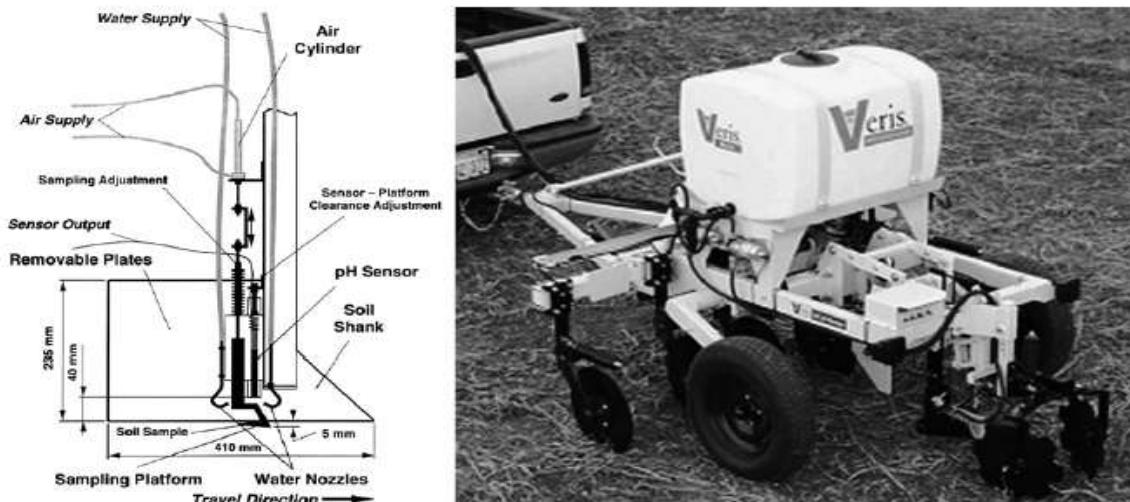 Water Supply
Air
Cylinder
Air Supply
Sampling Adjustment
Sensor – Platform
Clearance Adjustment
Sensor Output
Removable Plates
pH Sensor
Soil
Shank
235 mm
40 mm
Soil Sample
5 mm
410 mm
Sampling Platform
Water Nozzles
Travel Direction
Veris
Veris